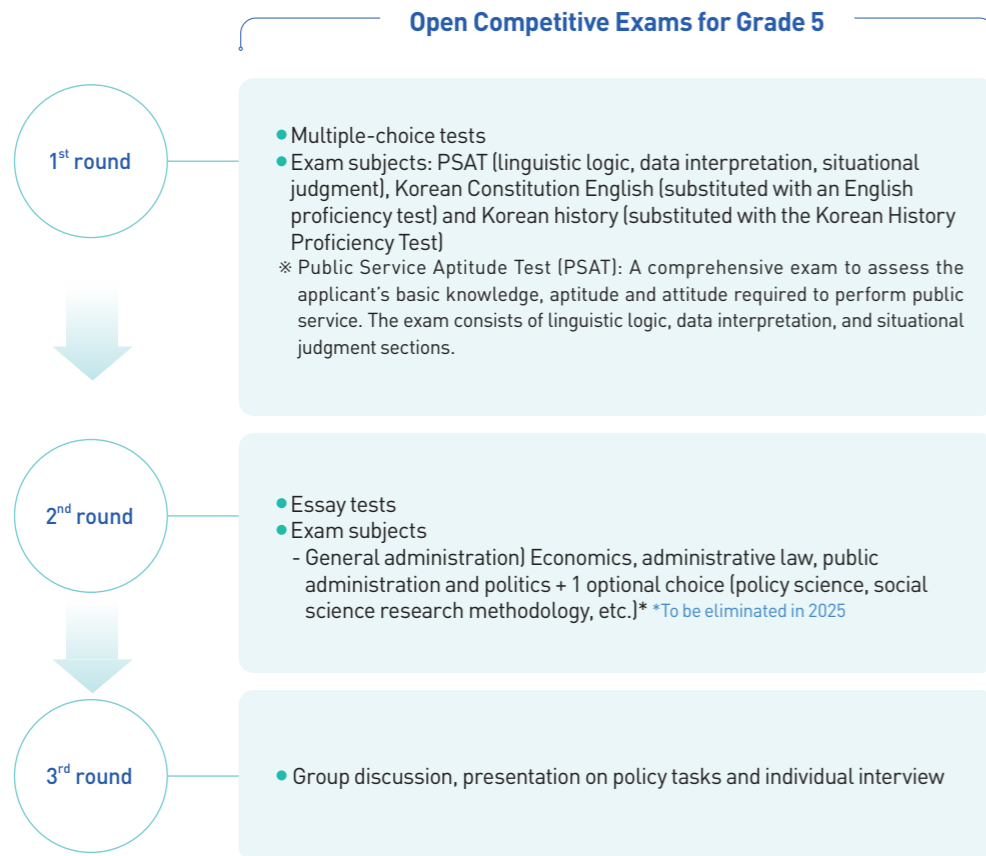 Open Competitive Exams for Grade 5
1st round
● Multiple-choice tests
● Exam subjects: PSAT (linguistic logic, data interpretation, situational
judgment), Korean Constitution English (substituted with an English
proficiency test) and Korean history (substituted with the Korean History
Proficiency Test)
※ Public Service Aptitude Test (PSAT): A comprehensive exam to assess the
applicant's basic knowledge, aptitude and attitude required to perform public
service. The exam consists of linguistic logic, data interpretation, and situational
judgment sections.
2nd round
● Essay tests
● Exam subjects
- General administration) Economics, administrative law, public
administration and politics + 1 optional choice (policy science, social
science research methodology, etc.)* *To be eliminated in 2025
3rd round
● Group discussion, presentation on policy tasks and individual interview